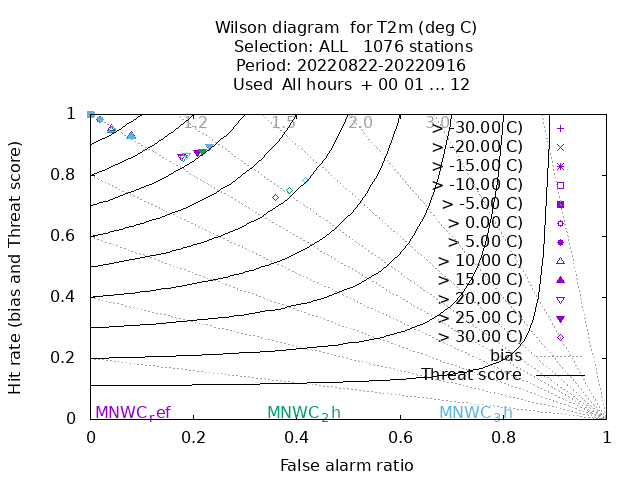 Wilson diagram  for T2m (deg C)
Selection: ALL   1076 stations
Period: 20220822-20220916
Used  All hours  + 00 01 ... 12
Hit rate (bias and Threat score)
1
0.8
0.6
0.4
0.2
0
1.2
1.5
2.0
3.0
> -30.00 C)
> -20.00 C)
> -15.00 C)
> -10.00 C)
> -5.00 C)
> 0.00 C)
> 5.00 C)
> 10.00 C)
> 15.00 C)
> 20.00 C)
> 25.00 C)
> 30.00 C)
bias
Threat score
MNWCref MNWC2h MNWC3h
0 0.2 0.4 0.6 0.8 1
False alarm ratio